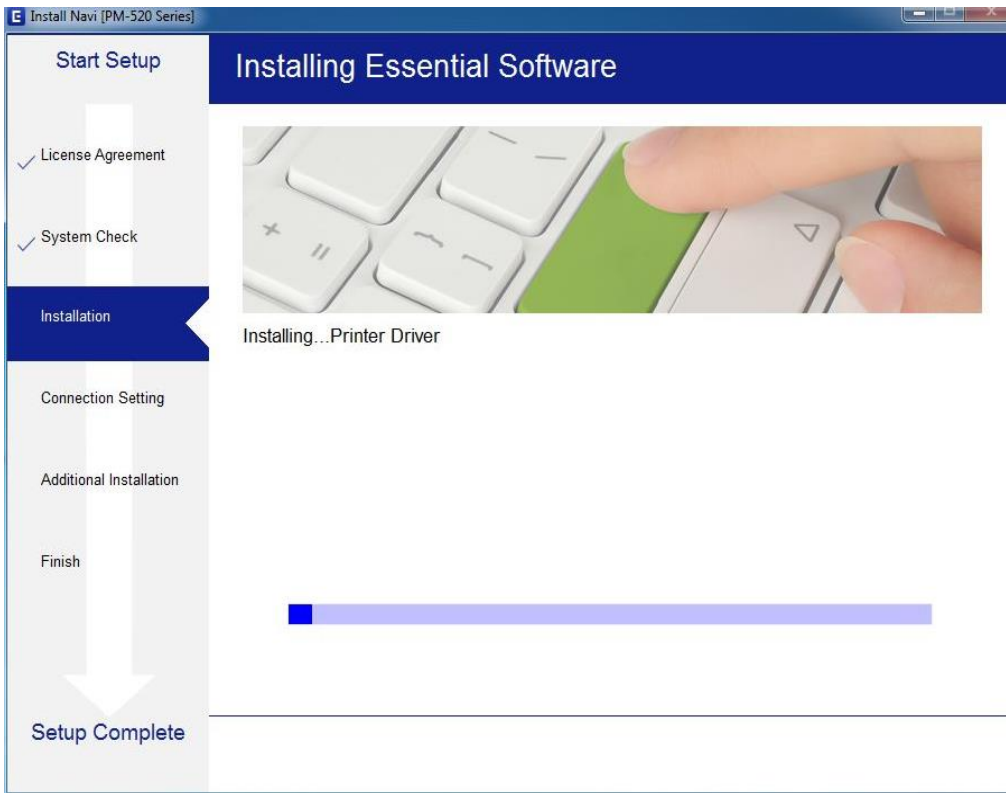 E Install Navi [PM-520 Series]
Start Setup
License Agreement
System Check
Installation
Connection Setting
Additional Installation
Finish
Setup Complete
Installing Essential Software
Installing...Printer Driver